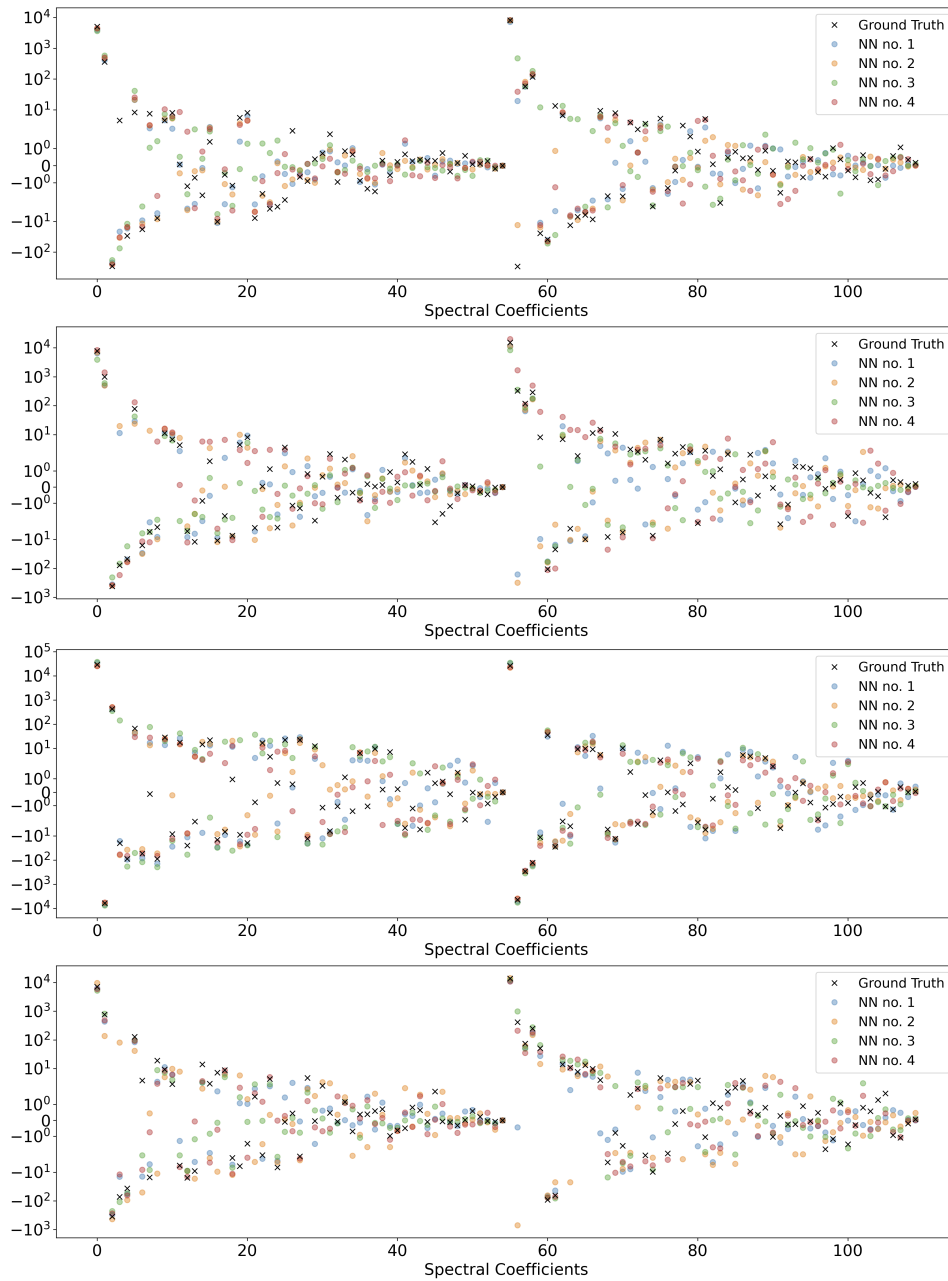 10^4
10^3
10^2
10^1
10^0
0
−10^0
−10^1
−10^2
0 20 40 60 80 100
Spectral Coefficients
Ground Truth
NN no. 1
NN no. 2
NN no. 3
NN no. 4
10^4
10^3
10^2
10^1
10^0
0
−10^0
−10^1
−10^2
−10^3
0 20 40 60 80 100
Spectral Coefficients
Ground Truth
NN no. 1
NN no. 2
NN no. 3
NN no. 4
10^5
10^4
10^3
10^2
10^1
10^0
0
−10^0
−10^1
−10^2
−10^3
−10^4
0 20 40 60 80 100
Spectral Coefficients
Ground Truth
NN no. 1
NN no. 2
NN no. 3
NN no. 4
10^4
10^3
10^2
10^1
10^0
0
−10^0
−10^1
−10^2
−10^3
0 20 40 60 80 100
Spectral Coefficients
Ground Truth
NN no. 1
NN no. 2
NN no. 3
NN no. 4